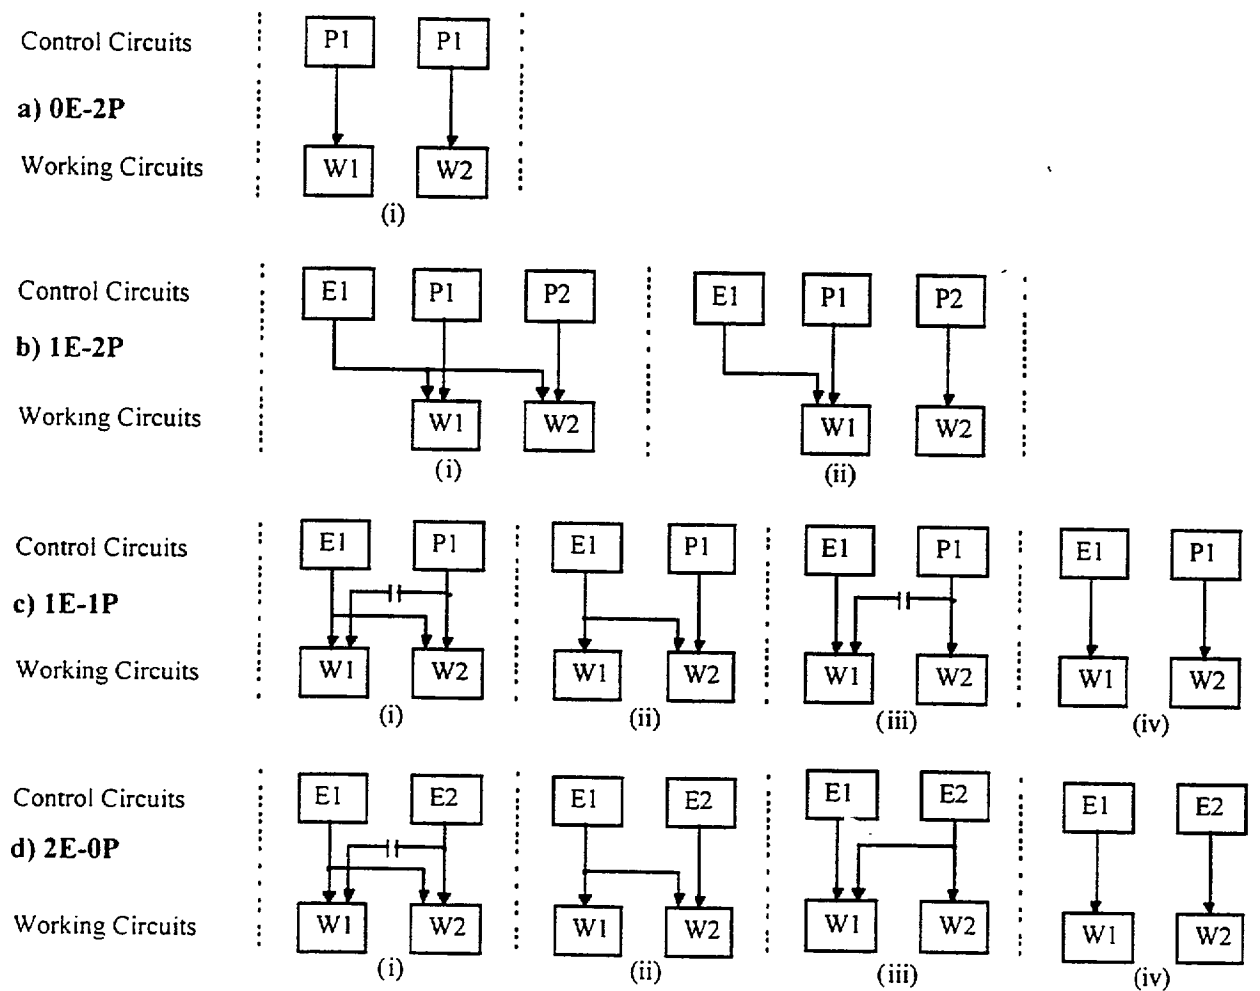 Control Circuits P1 P1
a) 0E-2P
Working Circuits W1 W2
(i)
Control Circuits E1 P1 P2 E1 P1 P2
b) 1E-2P
Working Circuits W1 W2 W1 W2
(i) (ii)
Control Circuits E1 P1 E1 P1 E1 P1 E1 P1
c) 1E-1P
Working Circuits W1 W2 W1 W2 W1 W2 W1 W2
(i) (ii) (iii) (iv)
Control Circuits E1 E2 E1 E2 E1 E2 E1 E2
d) 2E-0P
Working Circuits W1 W2 W1 W2 W1 W2 W1 W2
(i) (ii) (iii) (iv)